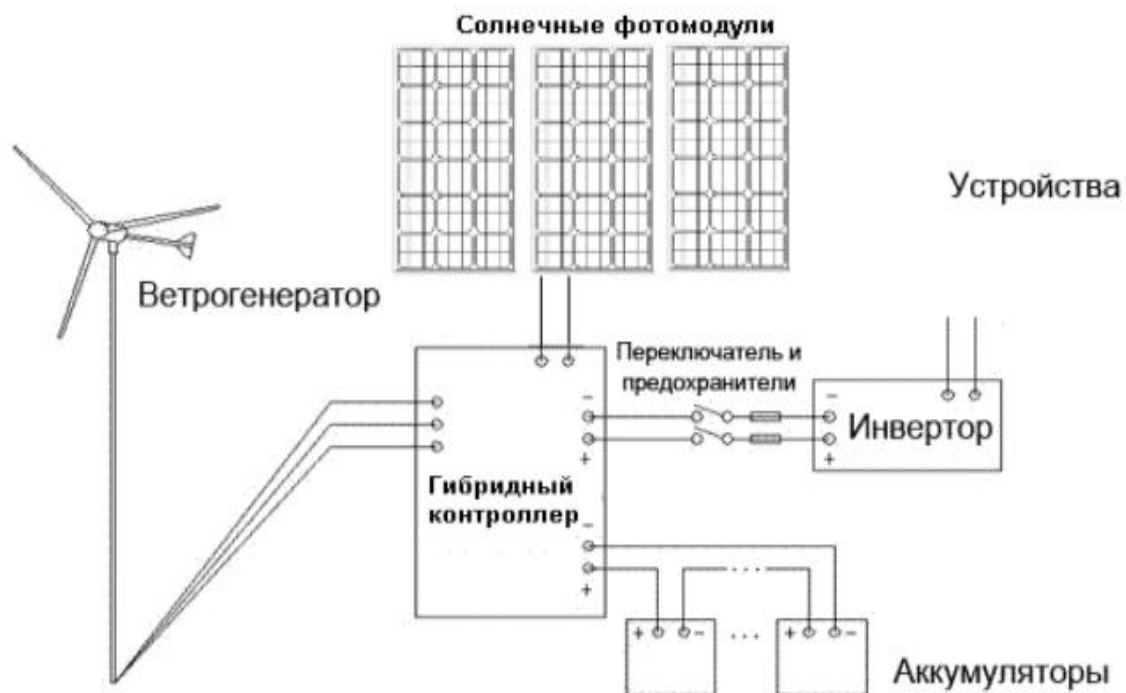 Солнечные фотомодули
Устройства
Ветрогенератор
Переключатель и
предохранители
-
-
Инвертор
+
+
Гибридный
контроллер
-
+
+ - ... + -
Аккумуляторы